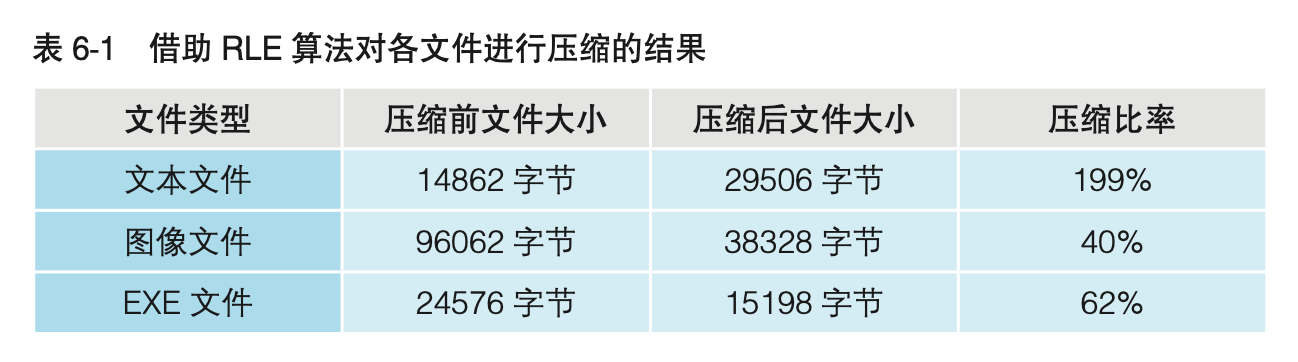 表 6-1　借助 RLE 算法对各文件进行压缩的结果
文件类型 压缩前文件大小 压缩后文件大小 压缩比率
文本文件 14862 字节 29506 字节 199%
图像文件 96062 字节 38328 字节 40%
EXE 文件 24576 字节 15198 字节 62%